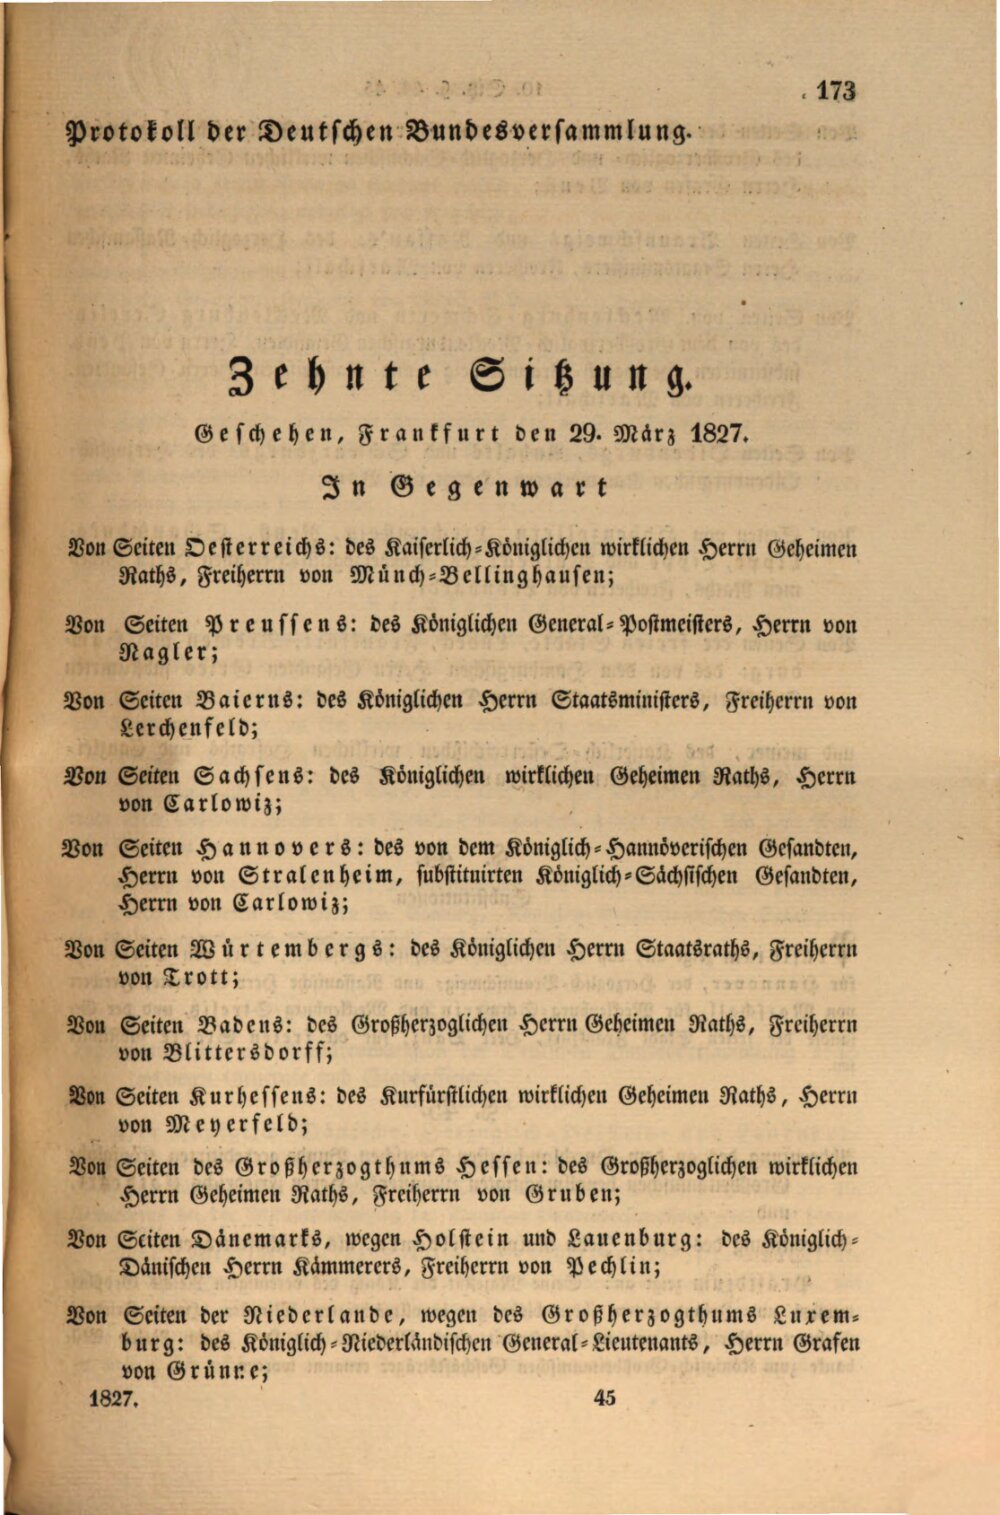 173
Protokoll der Deutschen Bundesversammlung.
Zehnte Sitzung.
Geschehen, Frankfurt den 29. März 1827.
In Gegenwart
Von Seiten Oesterreichs: des Kaiserlich-Königlichen wirklichen Herrn Geheimen
Raths, Freiherrn von Münch-Bellinghausen;
Von Seiten Preussens: des Königlichen General-Postmeisters, Herrn von
Nagler;
Von Seiten Baierns: des Königlichen Herrn Staatsministers, Freiherrn von
Lerchenfeld;
Von Seiten Sachsens: des Königlichen wirklichen Geheimen Raths, Herrn
von Carlowiz;
Von Seiten Hannovers: des von dem Königlich-Hannöverischen Gesandten,
Herrn von Stralenheim, substituirten Königlich-Sächsischen Gesandten,
Herrn von Carlowiz;
Von Seiten Würtembergs: des Königlichen Herrn Staatsraths, Freiherrn
von Trott;
Von Seiten Badens: des Großherzoglichen Herrn Geheimen Raths, Freiherrn
von Blittersdorff;
Von Seiten Kurhessens: des Kurfürstlichen wirklichen Geheimen Raths, Herrn
von Meyerfeld;
Von Seiten des Großherzogthums Hessen: des Großherzoglichen wirklichen
Herrn Geheimen Raths, Freiherrn von Gruben;
Von Seiten Dänemarks, wegen Holstein und Lauenburg: des Königlich-
Dänischen Herrn Kämmerers, Freiherrn von Pechlin;
Von Seiten der Niederlande, wegen des Großherzogthums Luxem-
burg: des Königlich-Niederländischen General-Lieutenants, Herrn Grafen
von Grünne;
1827. 45